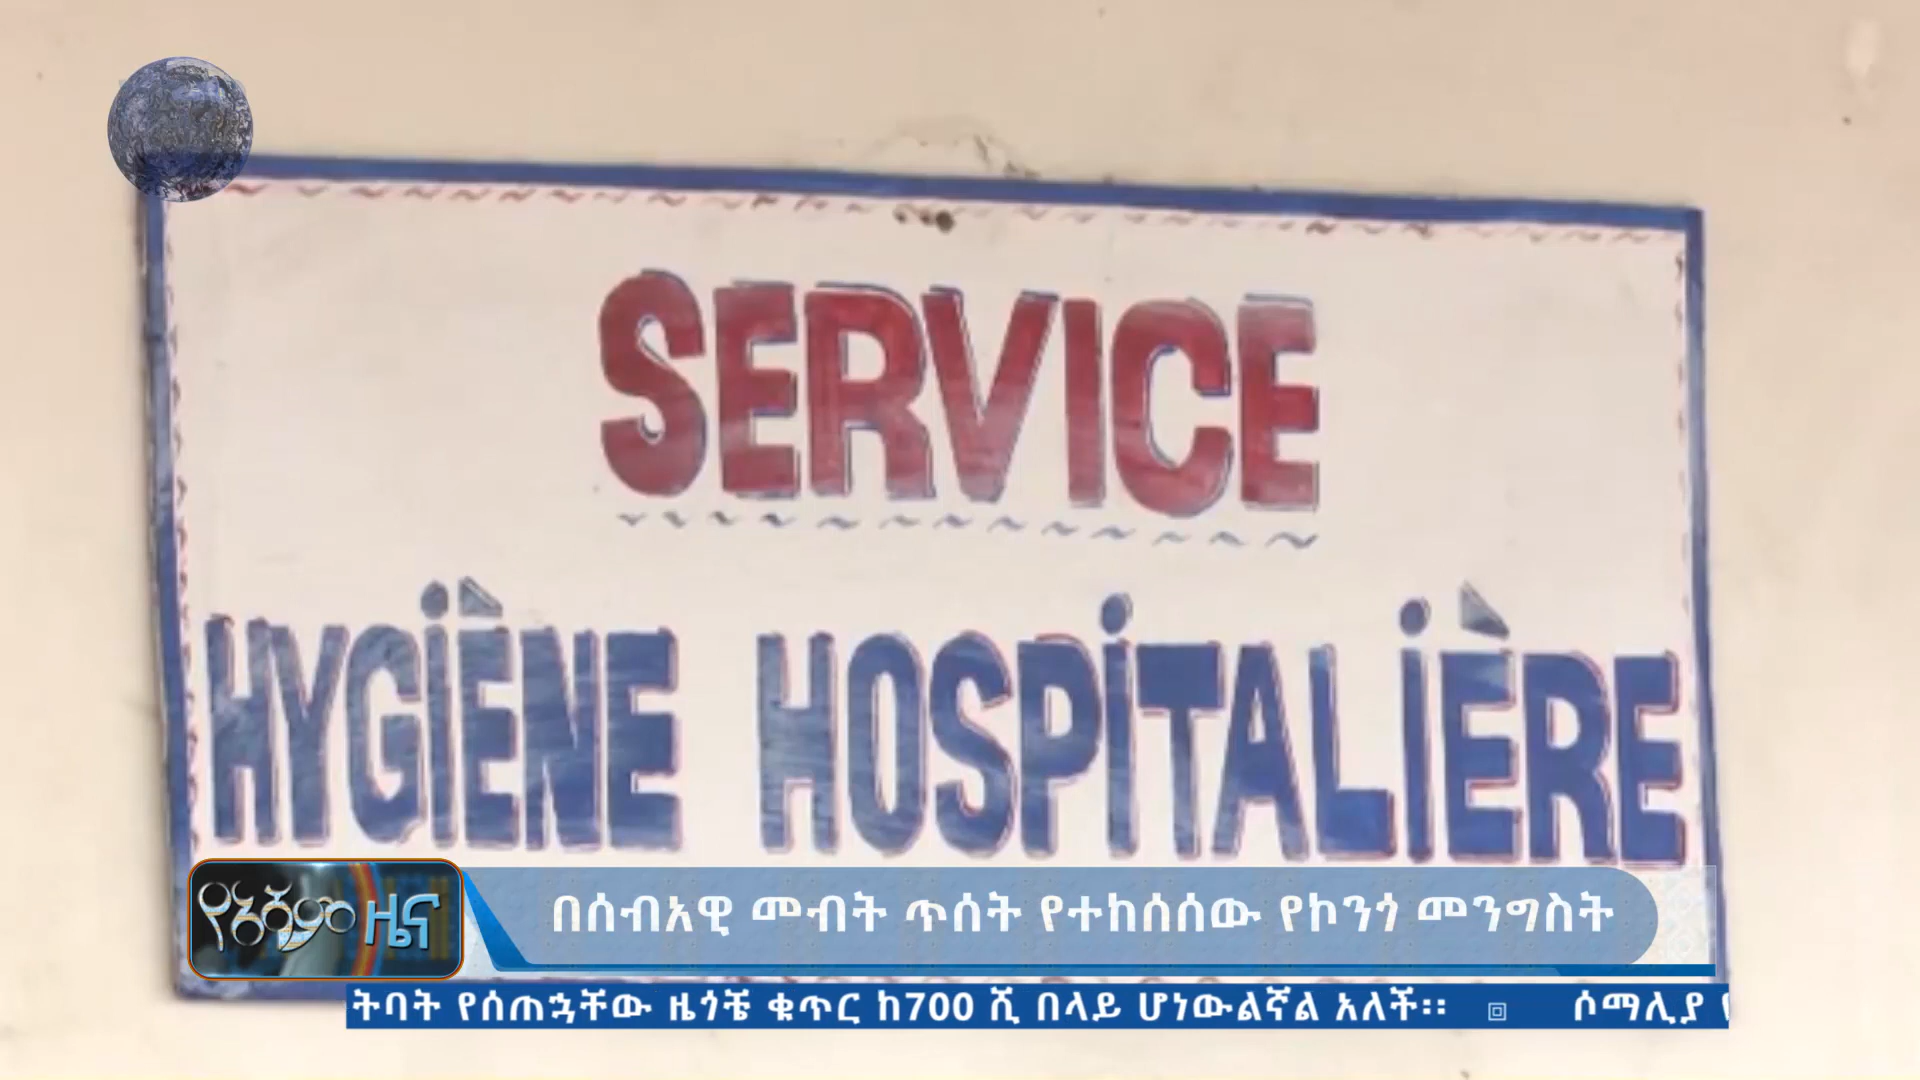 SERVICE
HYGIÈNE HOSPITALIÈRE
ዜና
በሰብአዊ መብት ጥሰት የተከሰሰው የኮንጎ መንግስት
ትባት የሰጠኋቸው ዜጎቼ ቁጥር ከ700 ሺ በላይ ሆነውልኛል አለች፡፡ ሶማሊያ